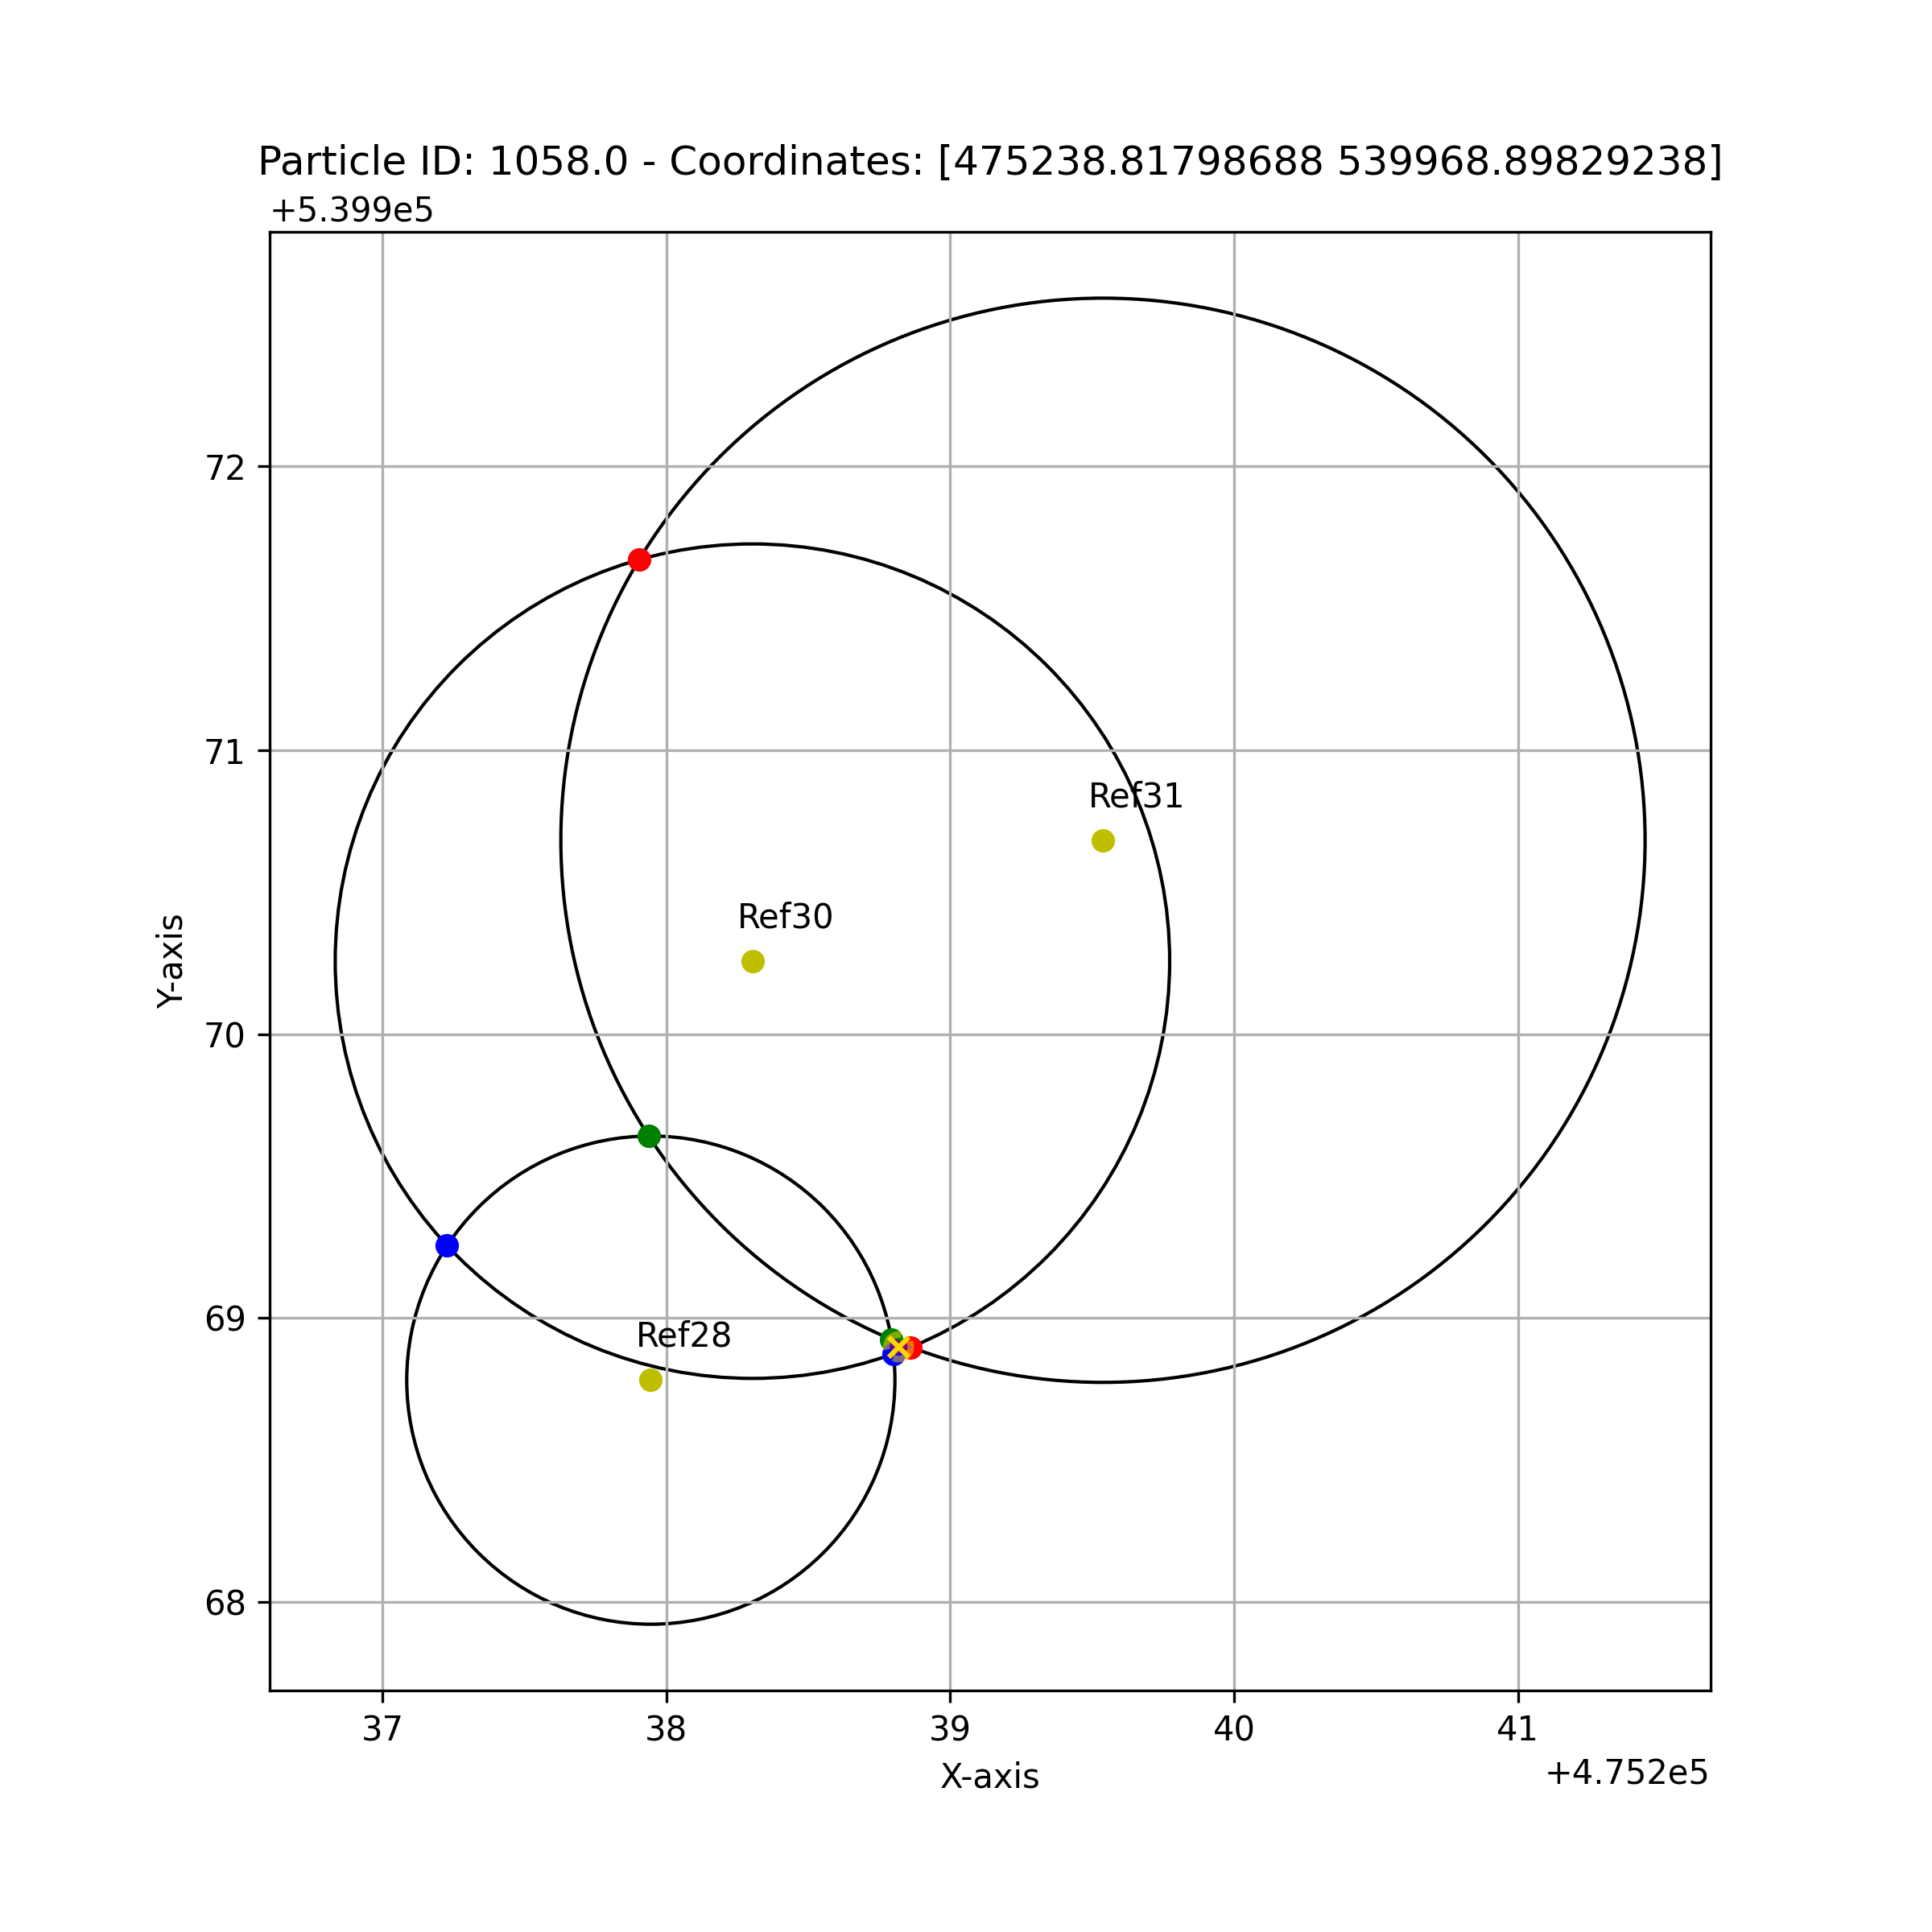 Particle ID: 1058.0 - Coordinates: [475238.81798688 539968.89829238]
+5.399e5
72
71
70
69
68
Y-axis
Ref31
Ref30
Ref28
37 38 39 40 41
X-axis
+4.752e5